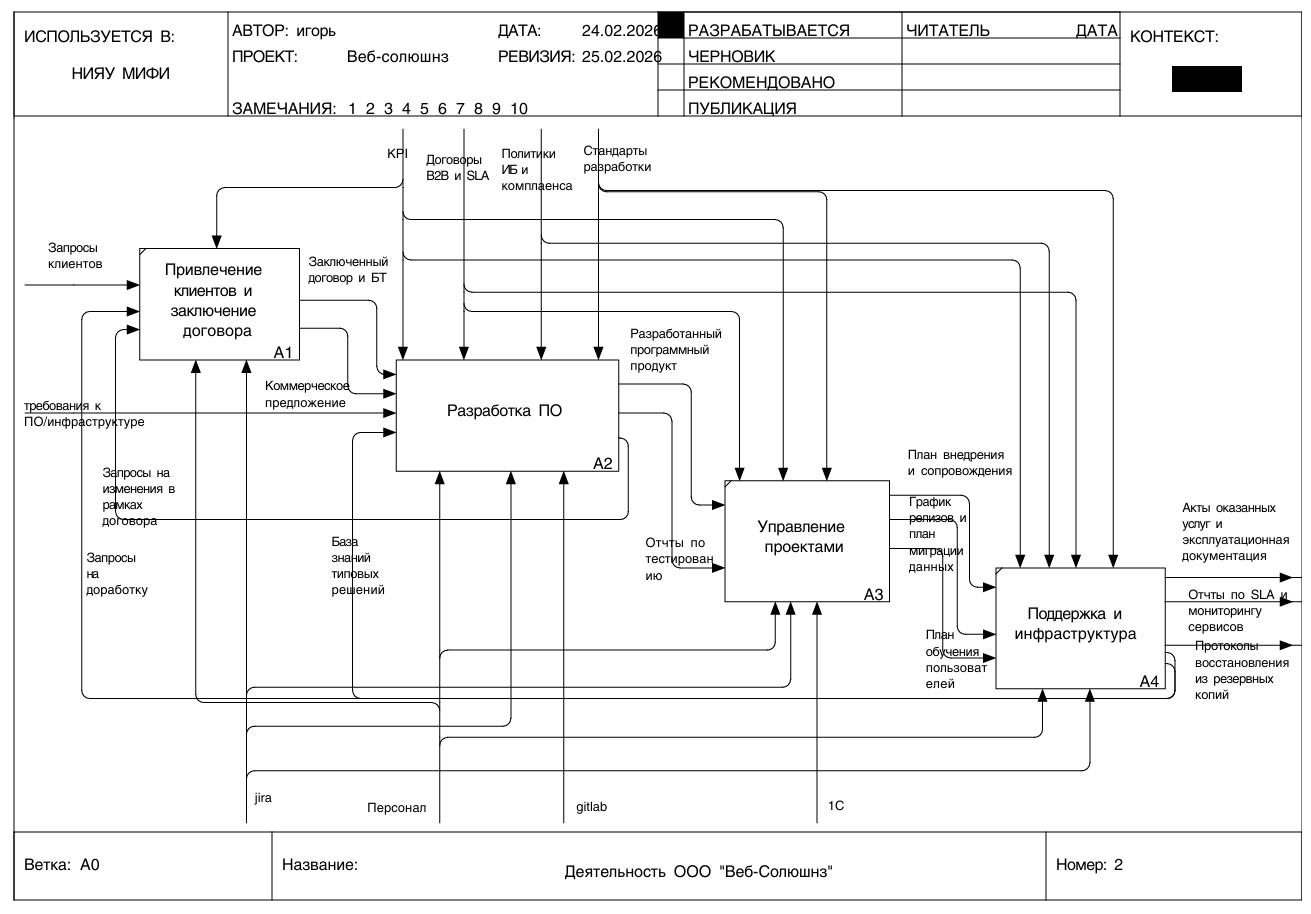 ИСПОЛЬЗУЕТСЯ В:
НИЯУ МИФИ
АВТОР: игорь
ДАТА: 24.02.2026
ПРОЕКТ: Веб-солюшнз
РЕВИЗИЯ: 25.02.2026
ЗАМЕЧАНИЯ: 1 2 3 4 5 6 7 8 9 10
РАЗРАБАТЫВАЕТСЯ
ЧЕРНОВИК
РЕКОМЕНДОВАНО
ПУБЛИКАЦИЯ
ЧИТАТЕЛЬ
ДАТА
КОНТЕКСТ:
KPI
Договоры
B2B и SLA
Политики
ИБ и
комплаенса
Стандарты
разработки
Запросы
клиентов
Привлечение
клиентов и
заключение
договора
A1
Заключенный
договор и БТ
Коммерческое
предложение
требования к
ПО/инфраструктуре
Разработка ПО
A2
Разработанный
программный
продукт
Запросы на
изменения в
рамках
договора
Запросы
на
доработку
База
знаний
типовых
решений
Отчты по
тестирован
ию
Управление
проектами
A3
План внедрения
и сопровождения
График
релизов и
план
миграции
данных
План
обучения
пользоват
елей
Поддержка и
инфраструктура
A4
Акты оказанных
услуг и
эксплуатационная
документация
Отчты по SLA и
мониторингу
сервисов
Протоколы
восстановления
из резервных
копий
jira
Персонал
gitlab
1С
Ветка: A0
Название:
Деятельность ООО "Веб-Солюшнз"
Номер: 2